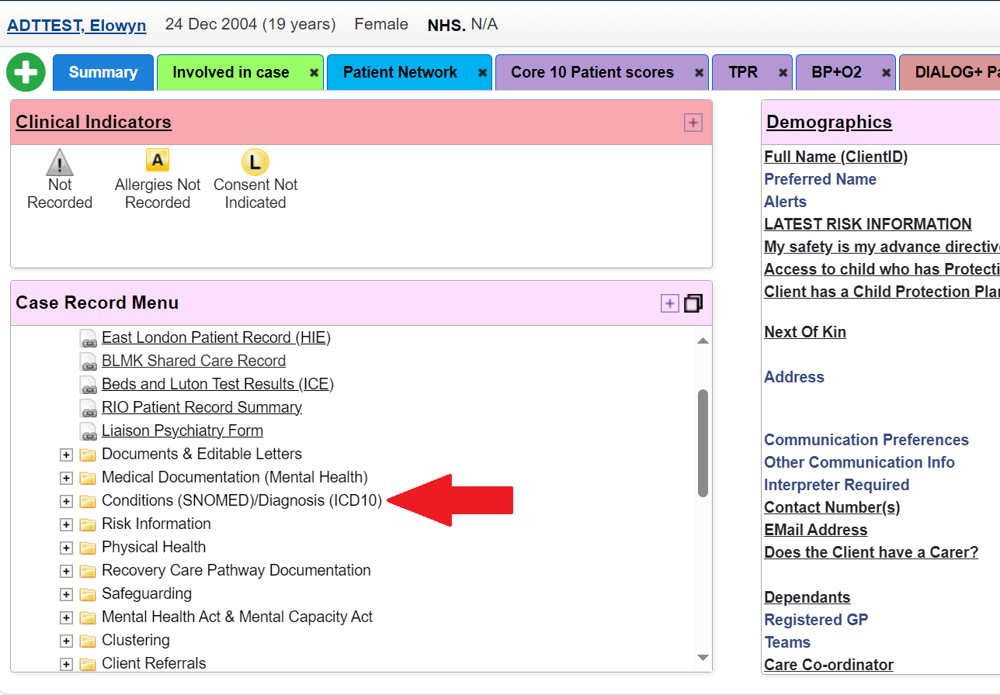 ADTTEST, Elowyn 24 Dec 2004 (19 years) Female NHS. N/A
Summary Involved in case Patient Network Core 10 Patient scores TPR BP+O2 DIALOG+
Clinical Indicators
Not Recorded
A
Allergies Not Recorded
L
Consent Not Indicated
Case Record Menu
East London Patient Record (HIE)
BLMK Shared Care Record
Beds and Luton Test Results (ICE)
RIO Patient Record Summary
Liaison Psychiatry Form
Documents & Editable Letters
Medical Documentation (Mental Health)
Conditions (SNOMED)/Diagnosis (ICD10)
Risk Information
Physical Health
Recovery Care Pathway Documentation
Safeguarding
Mental Health Act & Mental Capacity Act
Clustering
Client Referrals
Demographics
Full Name (ClientID)
Preferred Name
Alerts
LATEST RISK INFORMATION
My safety is my advance
Access to child who has
Client has a Child Protection
Next Of Kin
Address
Communication Preferences
Other Communication Info
Interpreter Required
Contact Number(s)
EMail Address
Does the Client have a Carer?
Dependants
Registered GP
Teams
Care Co-ordinator